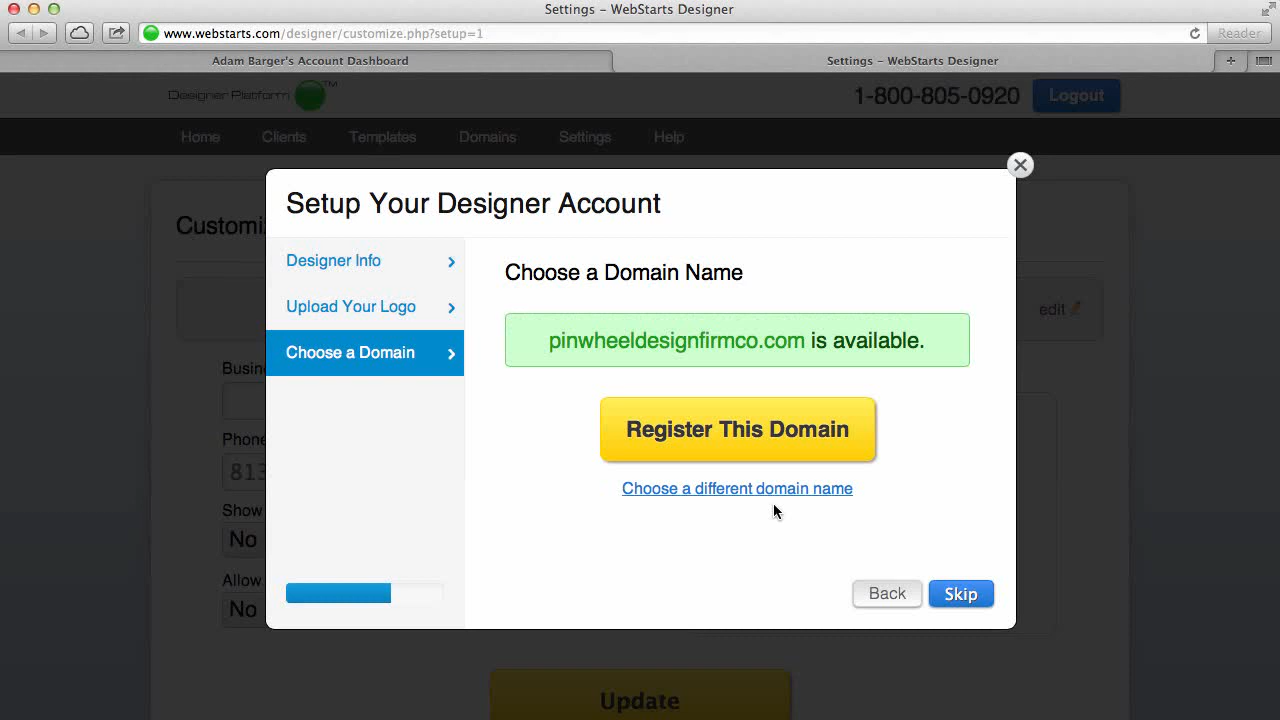 Settings – WebStarts Designer
www.webstarts.com/designer/customize.php?setup=1
Reader
Adam Barger's Account Dashboard
Settings – WebStarts Designer
Designer Platform TM
1-800-805-0920
Logout
Home
Clients
Templates
Domains
Settings
Help
Setup Your Designer Account
Designer Info
Upload Your Logo
Choose a Domain
Choose a Domain Name
pinwheeldesignfirmco.com is available.
Register This Domain
Choose a different domain name
Back
Skip
edit
Phone
813
Show
No
Allow
No
Update